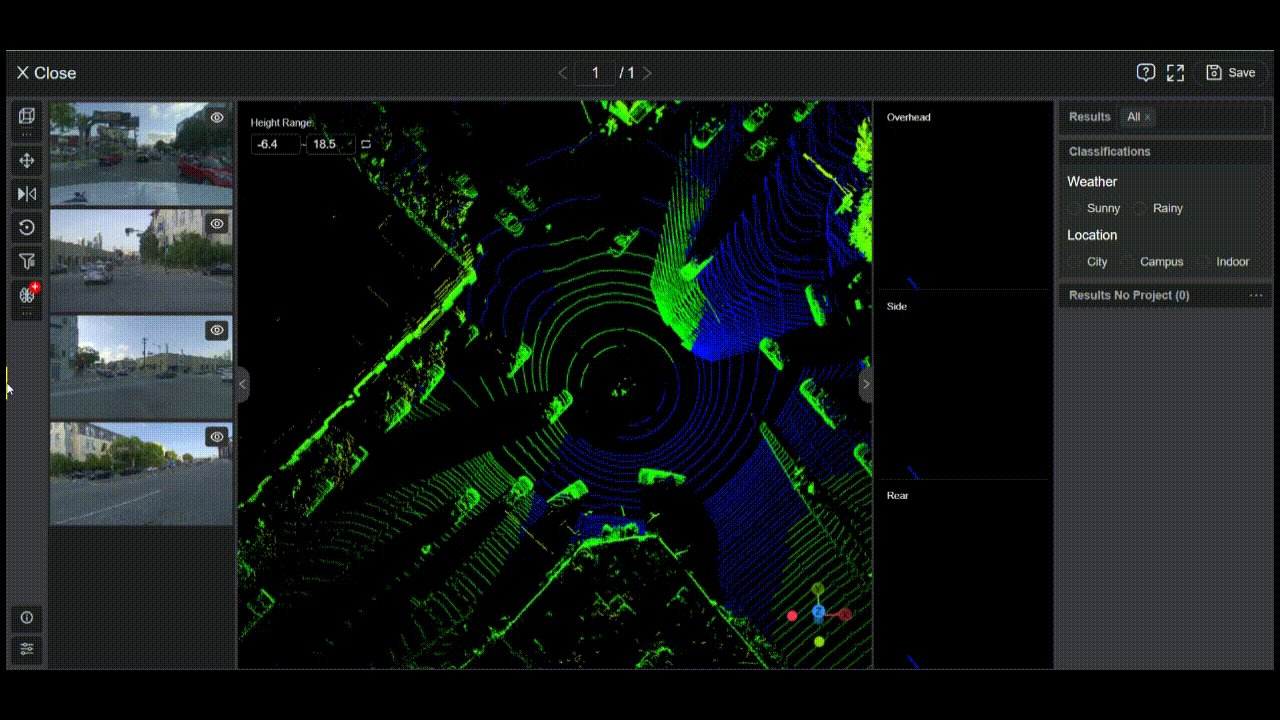 X Close
1 / 1
Save
Height Range
-6.4 - 18.5
Overhead
Side
Rear
Results All x
Classifications
Weather
Sunny Rainy
Location
City Campus Indoor
Results No Project (0)
Z